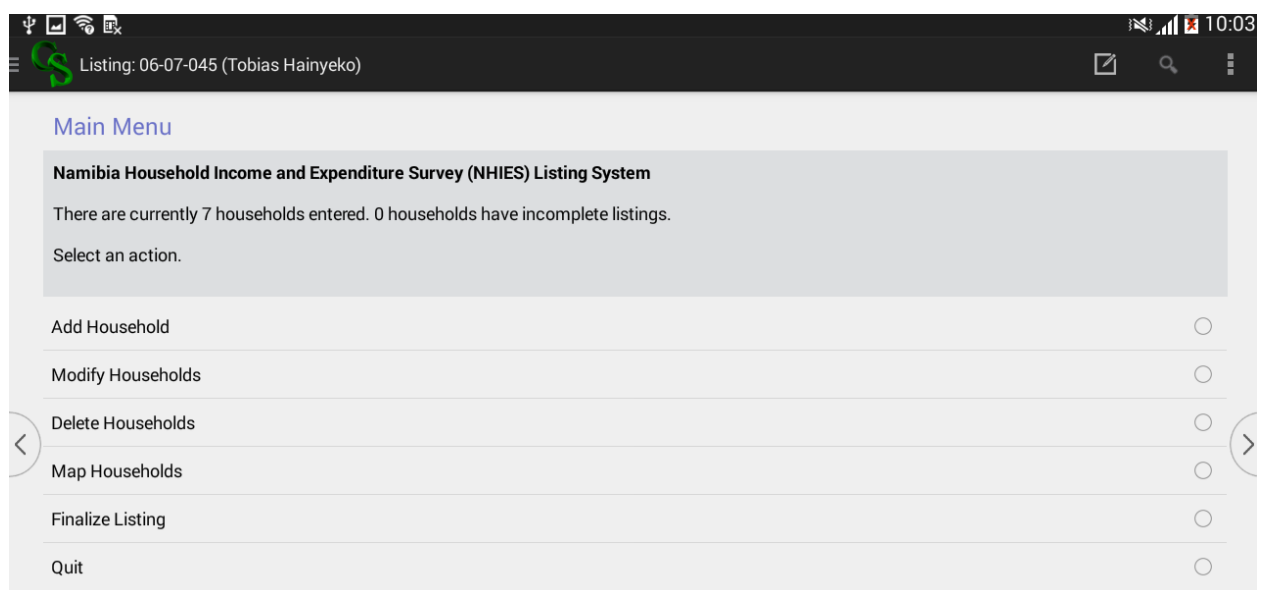 10:03
CS Listing: 06-07-045 (Tobias Hainyeko)
Main Menu
Namibia Household Income and Expenditure Survey (NHIES) Listing System
There are currently 7 households entered. 0 households have incomplete listings.
Select an action.
Add Household
Modify Households
Delete Households
Map Households
Finalize Listing
Quit